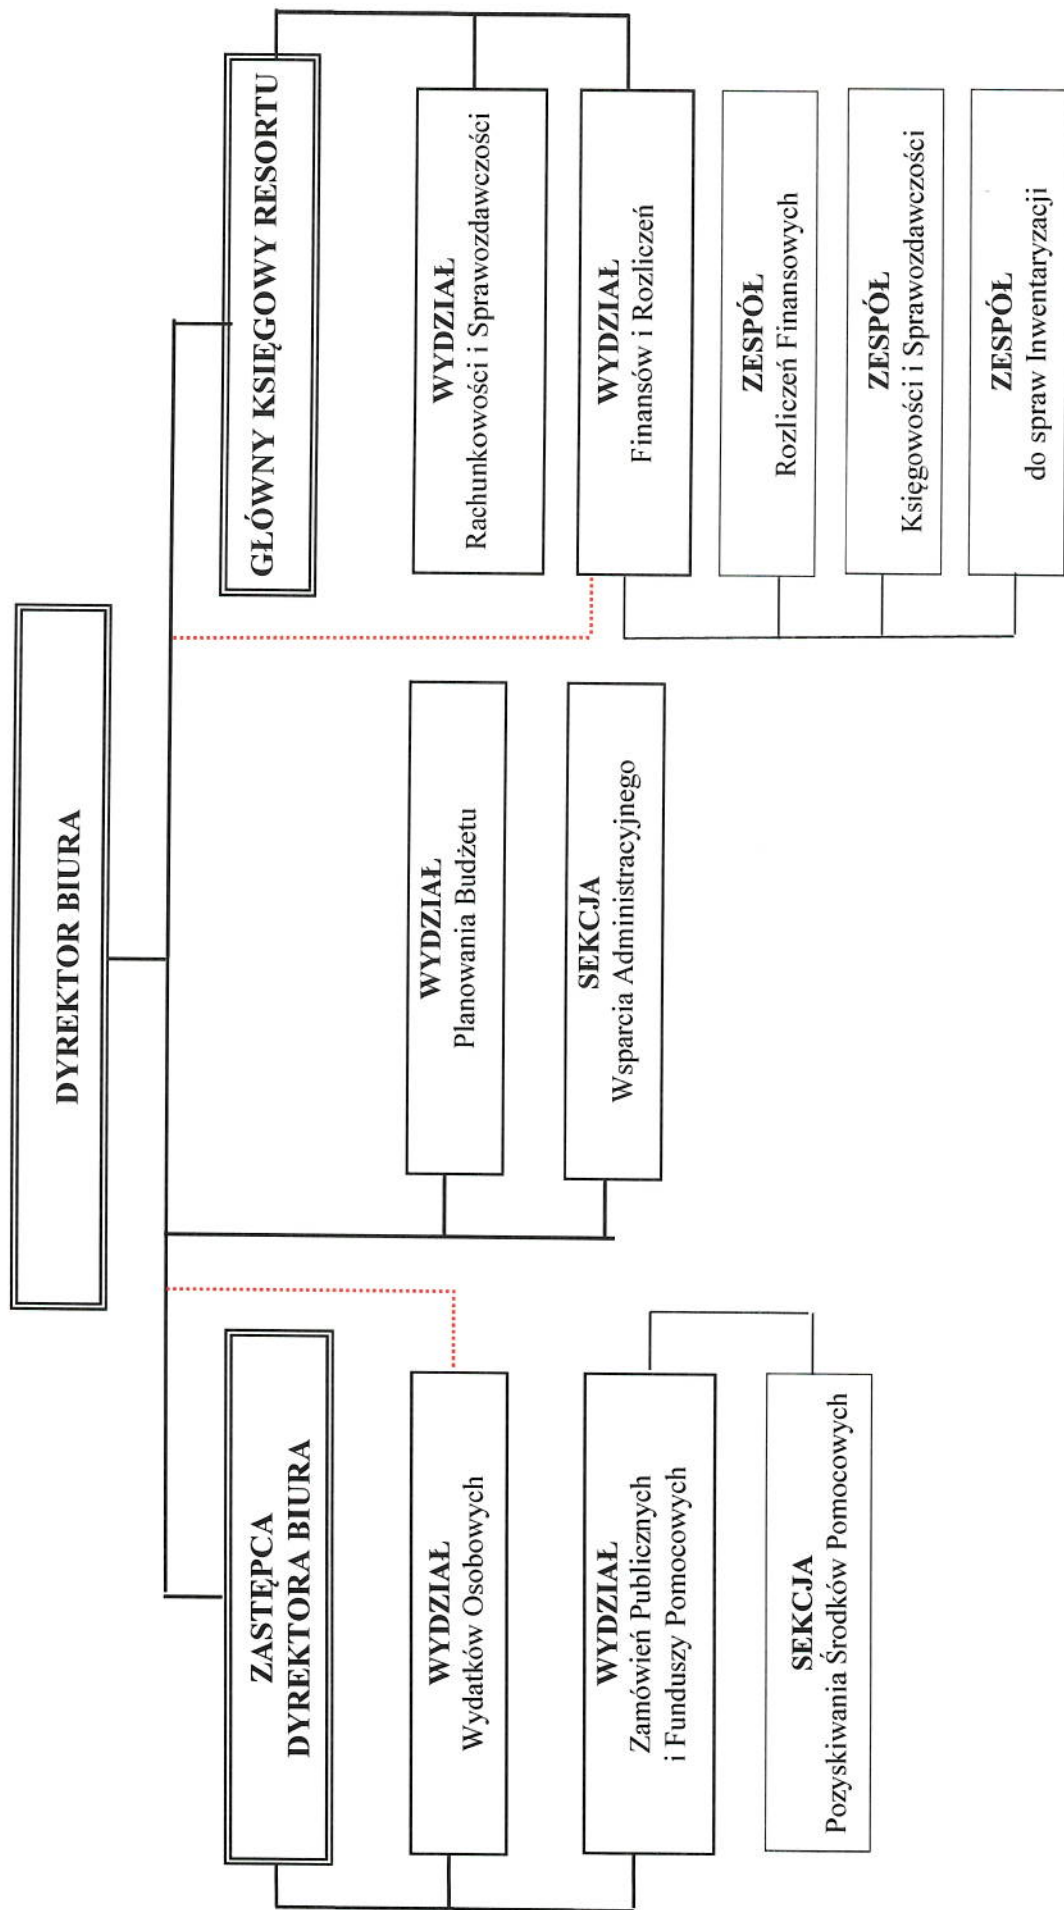 DYREKTOR BIURA
ZASTĘPCA
DYREKTORA BIURA
WYDZIAŁ
Wydatków Osobowych
WYDZIAŁ
Zamówień Publicznych
i Funduszy Pomocowych
SEKCJA
Pozyskiwania Środków Pomocowych
WYDZIAŁ
Planowania Budżetu
SEKCJA
Wsparcia Administracyjnego
GŁÓWNY KSIĘGOWY RESORTU
WYDZIAŁ
Rachunkowości i Sprawozdawczości
WYDZIAŁ
Finansów i Rozliczeń
ZESPÓŁ
Rozliczeń Finansowych
ZESPÓŁ
Księgowości i Sprawozdawczości
ZESPÓŁ
do spraw Inwentaryzacji